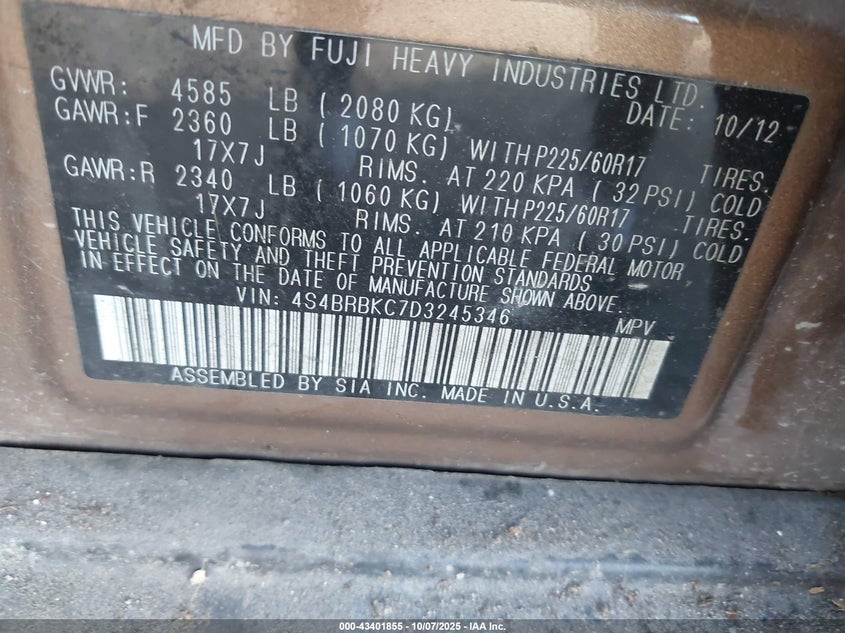 MFD BY FUJI HEAVY INDUSTRIES LTD.
GVWR: 4585 LB ( 2080 KG) DATE: 10/12
GAWR:F 2360 LB ( 1070 KG) WITH P225/60R17 TIRES,
17X7J RIMS. AT 220 KPA ( 32 PSI) COLD
GAWR:R 2340 LB ( 1060 KG) WITH P225/60R17 TIRES.
17X7J RIMS. AT 210 KPA ( 30 PSI) COLD
THIS VEHICLE CONFORMS TO ALL APPLICABLE FEDERAL MOTOR
VEHICLE SAFETY AND THEFT PREVENTION STANDARDS
IN EFFECT ON THE DATE OF MANUFACTURE SHOWN ABOVE.
VIN: 4S4BRBKC7D3245346 MPV
ASSEMBLED BY SIA INC. MADE IN U.S.A.
000-43401855 - 10/07/2025 - IAA Inc.